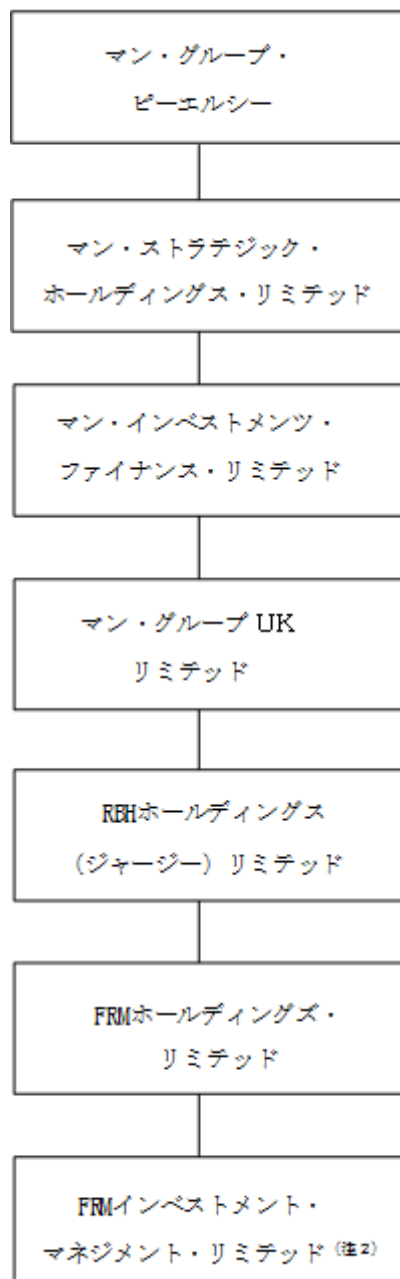 マン・グループ・
ピーエルシー
マン・ストラテジック・
ホールディングス・リミテッド
マン・インベストメンツ・
ファイナンス・リミテッド
マン・グループ UK
リミテッド
RBHホールディングス
(ジャージー) リミテッド
FRMホールディングズ・
リミテッド
FRMインベストメント・
マネジメント・リミテッド (注2)